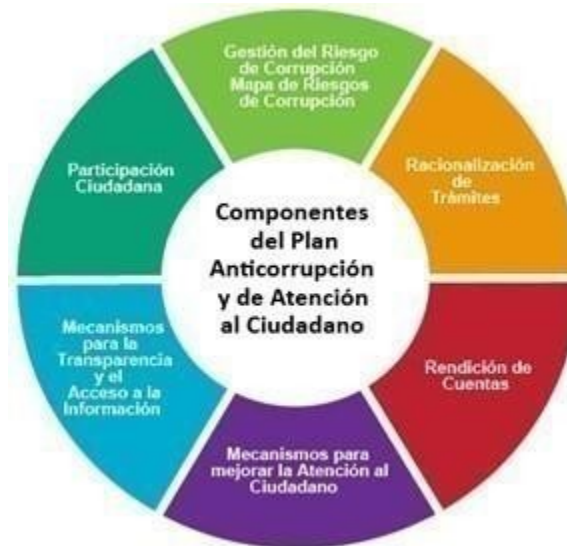 Gestión del Riesgo
de Corrupción
Mapa de Riesgos
de Corrupción
Racionalización
de
Trámites
Rendición de
Cuentas
Mecanismos para
mejorar la Atención al
Ciudadano
Mecanismos
para la
Transparencia
y el
Acceso a la
Información
Participación
Ciudadana
Componentes
del Plan
Anticorrupción
y de Atención
al Ciudadano